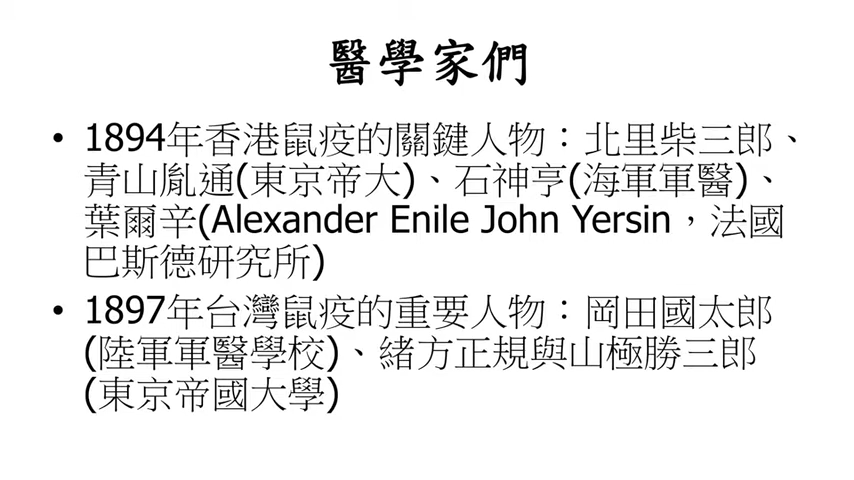 醫學家們
• 1894年香港鼠疫的關鍵人物：北里柴三郎、
青山胤通(東京帝大)、石神亨(海軍軍醫)、
葉爾辛(Alexander Enile John Yersin，法國
巴斯德研究所)
• 1897年台灣鼠疫的重要人物：岡田國太郎
(陸軍軍醫學校)、緒方正規與山極勝三郎
(東京帝國大學)